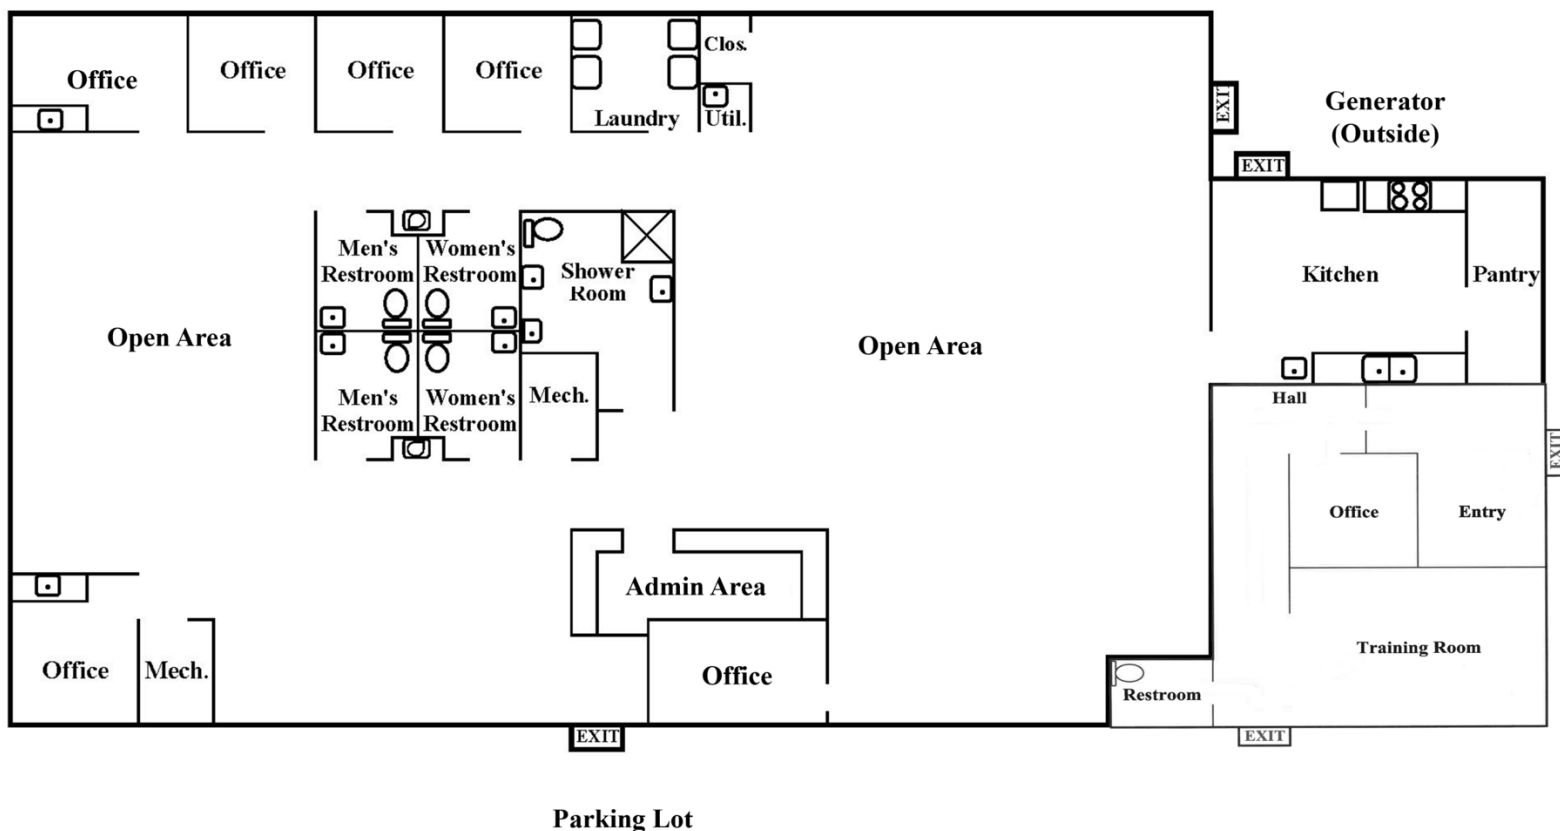 Office
Office
Office
Office
Clos.
Laundry
Util.
EXIT
Generator
(Outside)
EXIT
Men's
Restroom
Women's
Restroom
Shower
Room
Kitchen
Pantry
Open Area
Open Area
Men's
Restroom
Women's
Restroom
Mech.
Hall
EXIT
Office
Entry
Admin Area
Office
Mech.
Office
Training Room
Restroom
EXIT
EXIT
Parking Lot